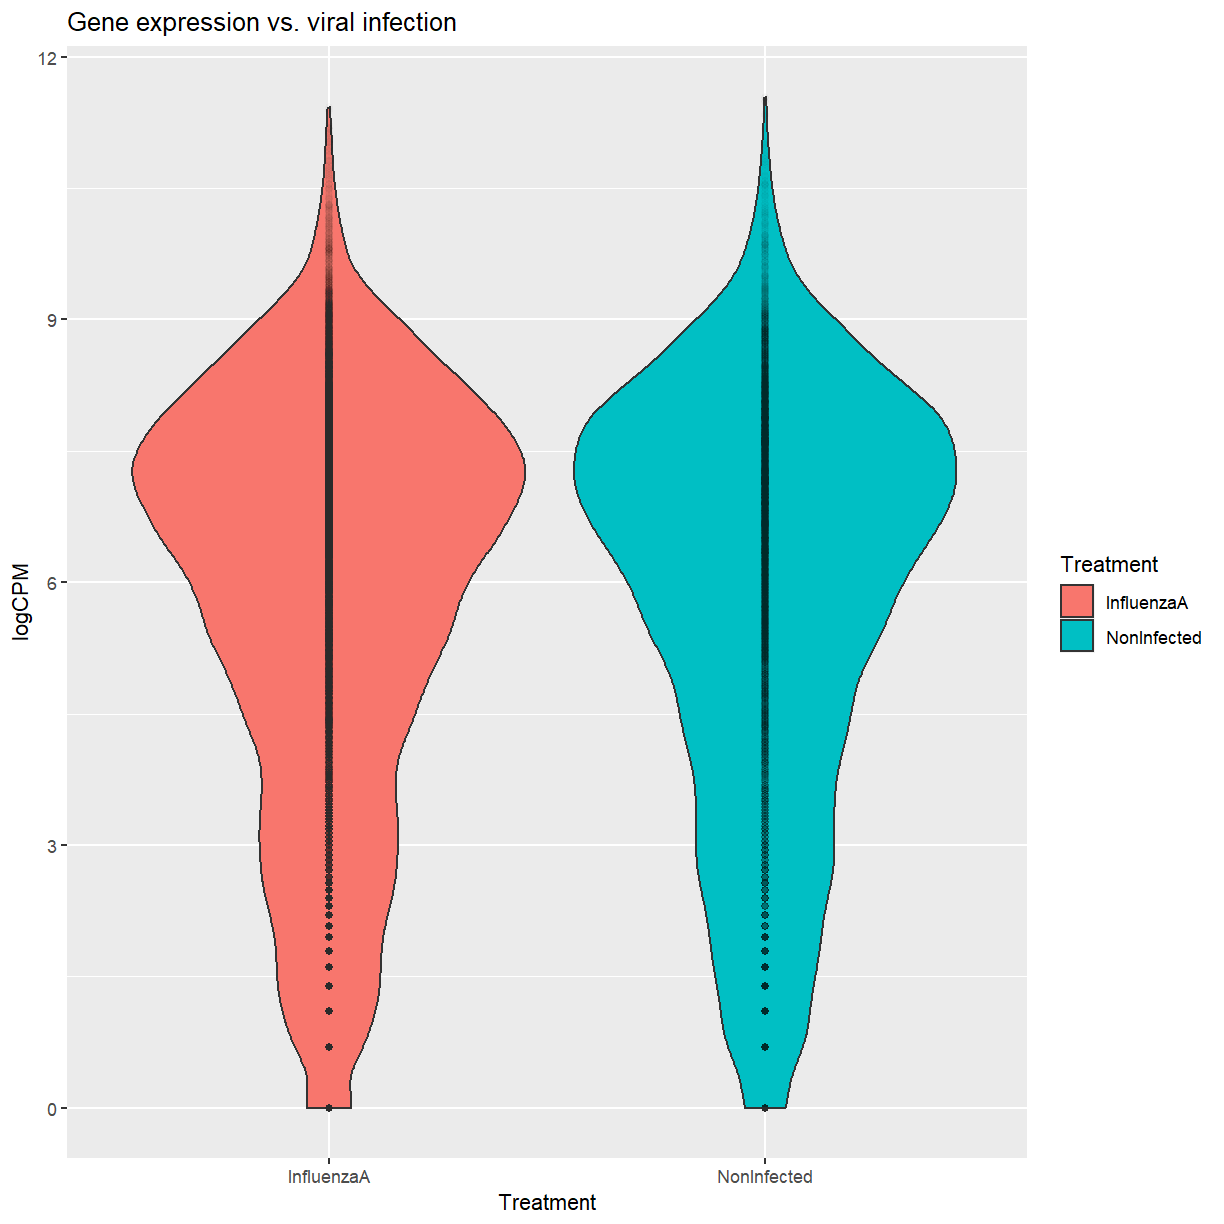 Gene expression vs. viral infection
12
9
6
3
0
logCPM
InfluenzaA
NonInfected
Treatment
Treatment
InfluenzaA
NonInfected